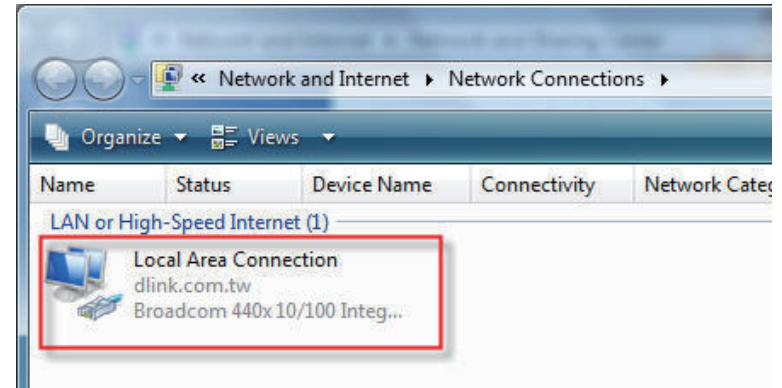 « Network and Internet ▸ Network Connections ▸
Organize ▾ Views ▾
Name Status Device Name Connectivity Network Categ
LAN or High-Speed Internet (1)
Local Area Connection
dlink.com.tw
Broadcom 440x 10/100 Integ...